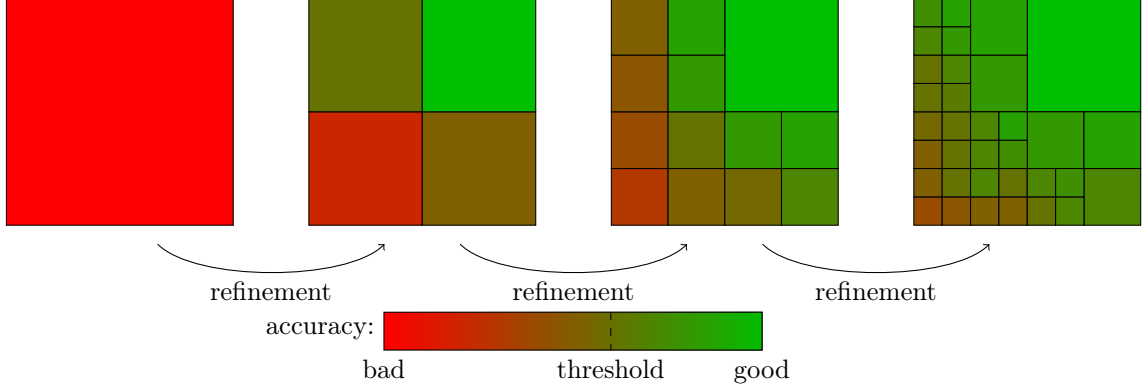 refinement refinement refinement
accuracy:
bad threshold good